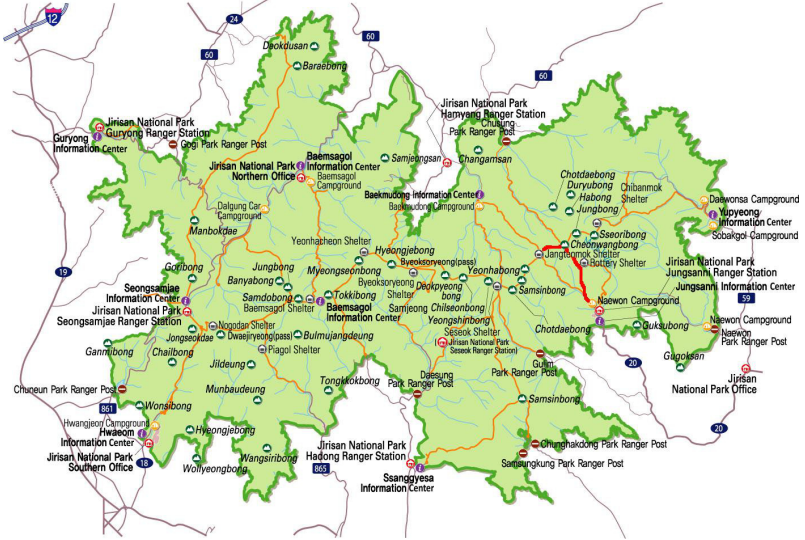 12
24
60
60
60
Deokdusan
Baraebong
Jirisan National Park
Guryong Ranger Station
Guryong
Information Center
Gogi Park Ranger Post
Jirisan National Park
Northern Office
Baemsagol
Information Center
Baemsagol
Campground
Samjeongsan
Jirisan National Park
Hamyang Ranger Station
Chusung
Park Ranger Post
Changamsan
Baekmudong Information Center
Baekmudong Campground
Chotdaebong
Duryubong
Habong
Jungbong
Chribanmok
Shelter
Daewonsa Campground
Yupyeong
Information Center
Sobakgol Campground
Dalgung Car
Campground
Manbokdae
Yeonhacheon Shelter
Hyeongjebong
Byeoksoryeong(pass)
Sseoribong
Cheonwangbong
Jangteomok Shelter
Rottery Shelter
Jirisan National Park
Jungsanni Ranger Station
Jungsanni Information Center
19
Goribong
Jungbong
Banyabong
Myeongseonbong
Byeoksoryeong
Shelter
Deokpyeong
bong
Yeonhabong
Samsinbong
Seongsamjae
Information Center
Jirisan National Park
Seongsamjae Ranger Station
Samdobong
Baemsagol Shelter
Tokkibong
Baemsagol
Information Center
Samjeong
Chilseonbong
Yeongshinbong
Seseok Shelter
Jirisan National Park
Seseok Ranger Station)
Naewon Campground
59
Nogodan Shelter
Jongseokdae
Dwaejiryeong(pass)
Bulmujangdeung
Piagol Shelter
Chotdaebong
Guksubong
Naewon Campground
Naewon
Park Ranger Post
Ganmibong
Chailbong
Jildeung
Gulim
Park Ranger Post
Gugoksan
20
Jirisan
National Park Office
Chuneun Park Ranger Post
Munbaudeung
Tongkkokbong
Daesung
Park Ranger Post
Samsinbong
861
Wonsibong
Hwangjeon Campground
Hwaeom
Information Center
Hyeongjebong
20
Jirisan National Park
Southern Office
18
Wollyeongbong
Wangsiribong
Jirisan National Park
Hadong Ranger Station
865
Ssanggyesa
Information Center
Chunghakdong Park Ranger Post
Samsungkung Park Ranger Post